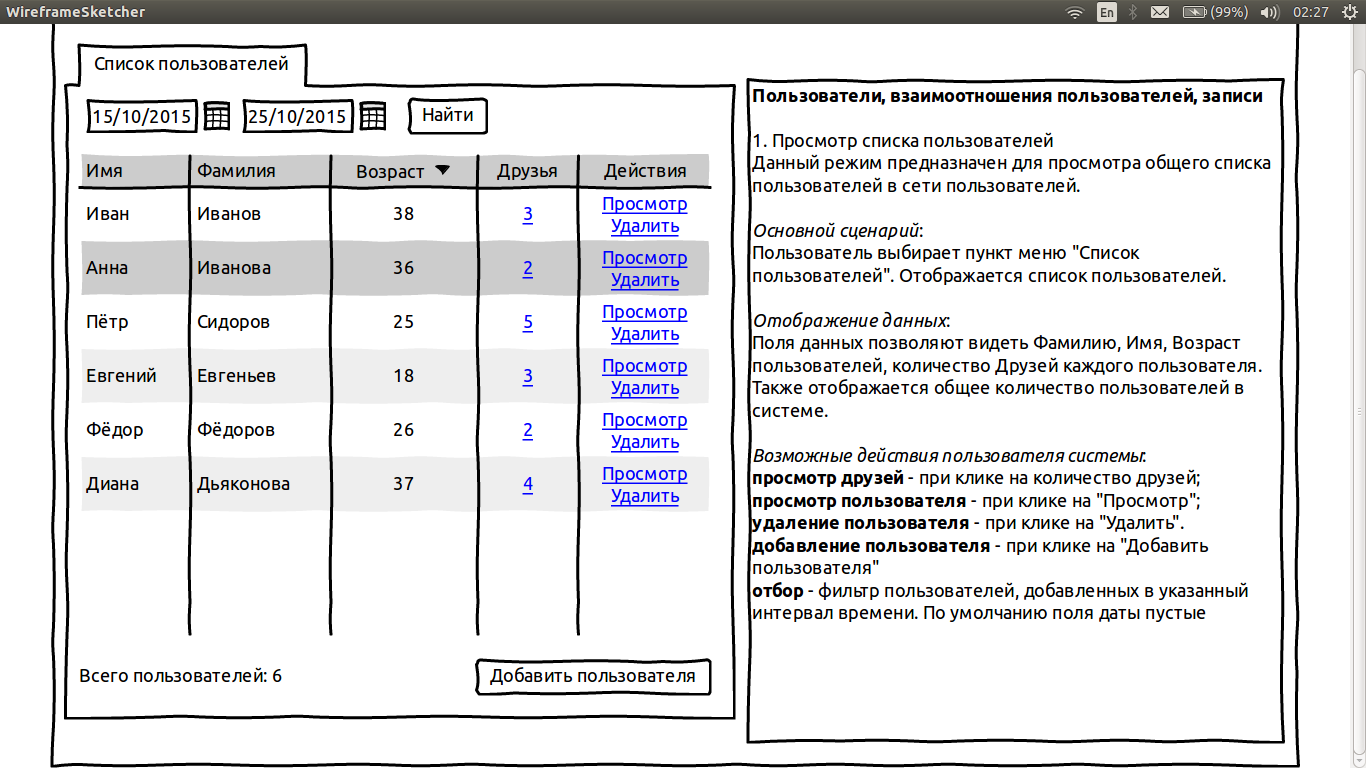 WireframeSketcher
En
(99%)
02:27
Список пользователей
15/10/2015
25/10/2015
Найти
Имя Фамилия Возраст Друзья Действия
Иван Иванов 38 3 Просмотр
Удалить
Анна Иванова 36 2 Просмотр
Удалить
Пётр Сидоров 25 5 Просмотр
Удалить
Евгений Евгеньев 18 3 Просмотр
Удалить
Фёдор Фёдоров 26 2 Просмотр
Удалить
Диана Дьяконова 37 4 Просмотр
Удалить
Всего пользователей: 6
Добавить пользователя
Пользователи, взаимоотношения пользователей, записи
1. Просмотр списка пользователей
Данный режим предназначен для просмотра общего списка
пользователей в сети пользователей.
Основной сценарий:
Пользователь выбирает пункт меню "Список
пользователей". Отображается список пользователей.
Отображение данных:
Поля данных позволяют видеть Фамилию, Имя, Возраст
пользователей, количество Друзей каждого пользователя.
Также отображается общее количество пользователей в
системе.
Возможные действия пользователя системы:
просмотр друзей - при клике на количество друзей;
просмотр пользователя - при клике на "Просмотр";
удаление пользователя - при клике на "Удалить".
добавление пользователя - при клике на "Добавить
пользователя"
отбор - фильтр пользователей, добавленных в указанный
интервал времени. По умолчанию поля даты пустые